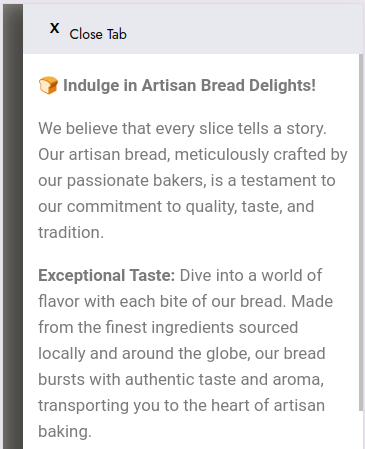 X Close Tab
🍞 Indulge in Artisan Bread Delights!
We believe that every slice tells a story.
Our artisan bread, meticulously crafted by
our passionate bakers, is a testament to
our commitment to quality, taste, and
tradition.
Exceptional Taste: Dive into a world of
flavor with each bite of our bread. Made
from the finest ingredients sourced
locally and around the globe, our bread
bursts with authentic taste and aroma,
transporting you to the heart of artisan
baking.